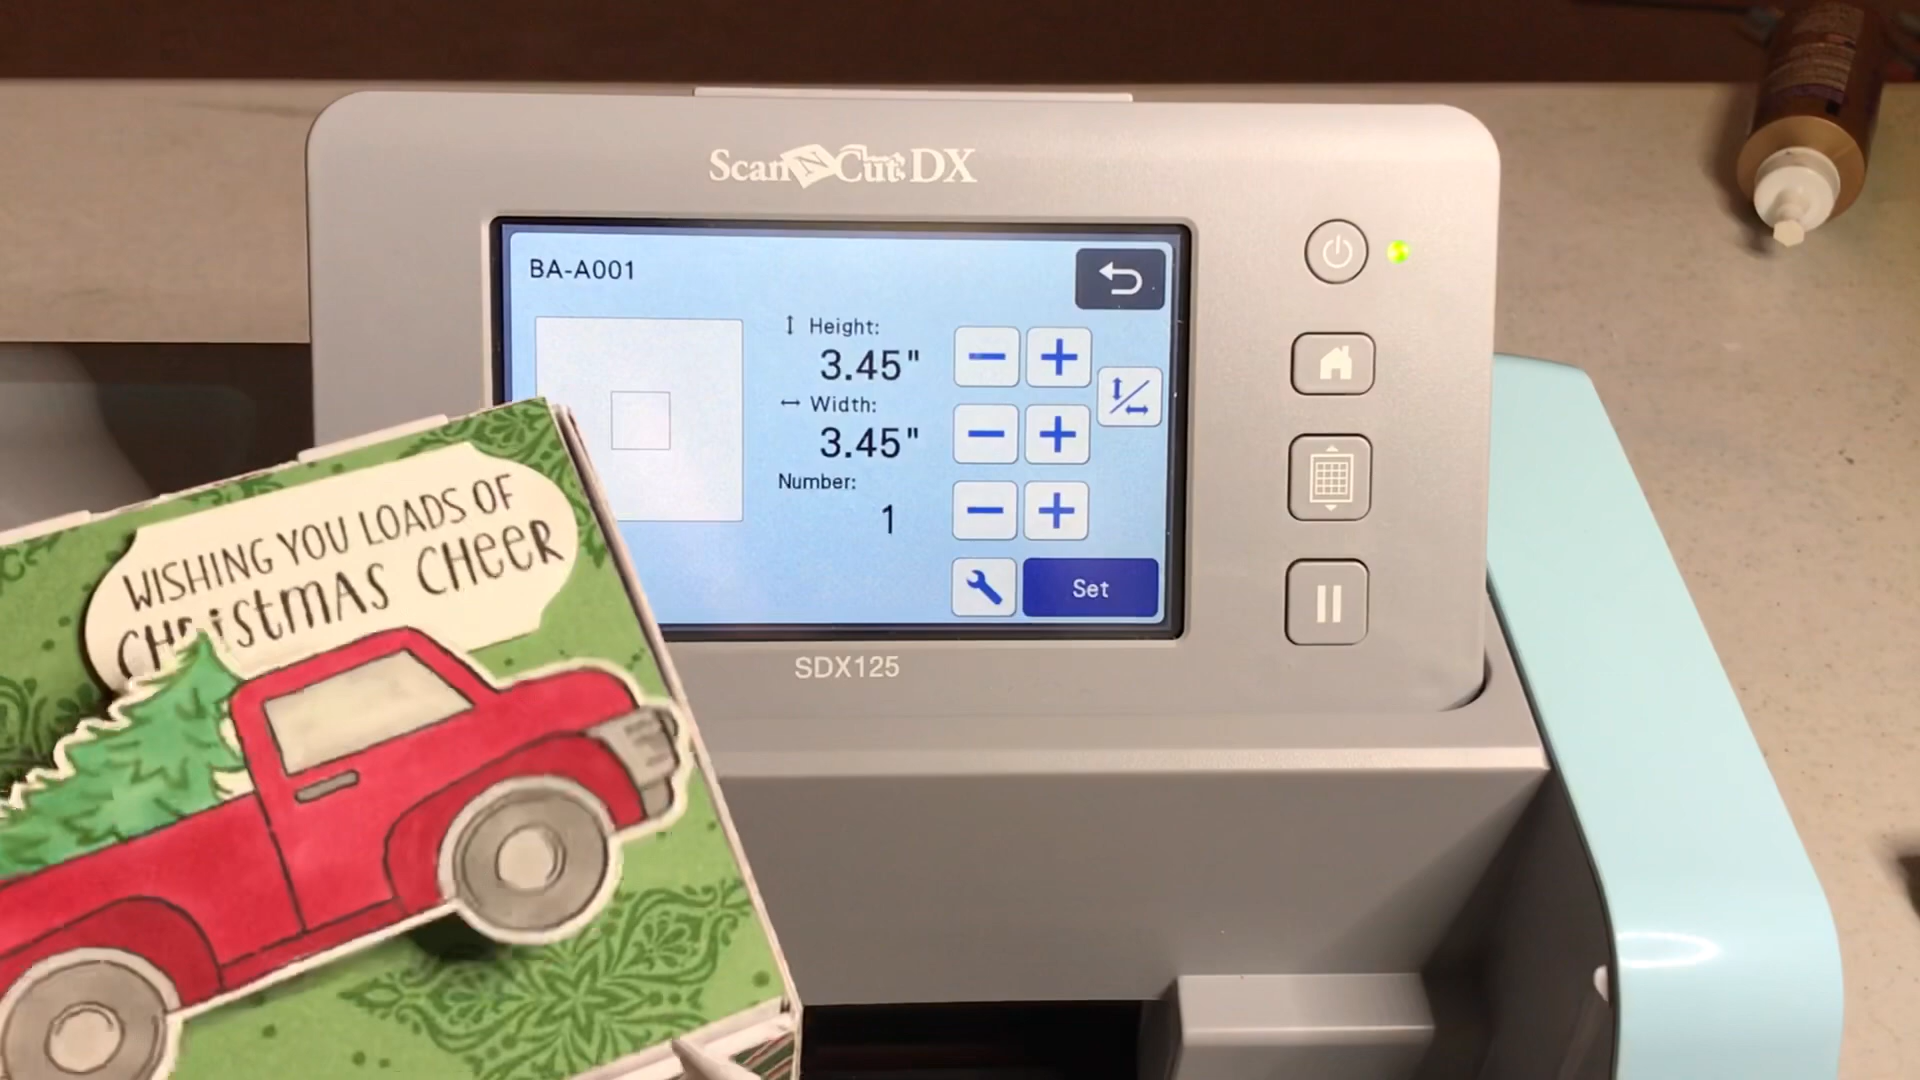 ScanNCut DX
BA-A001
Height:
3.45"
Width:
3.45"
Number:
1
Set
SDX125
WISHING YOU LOADS OF
CHRISTMAS CHEER